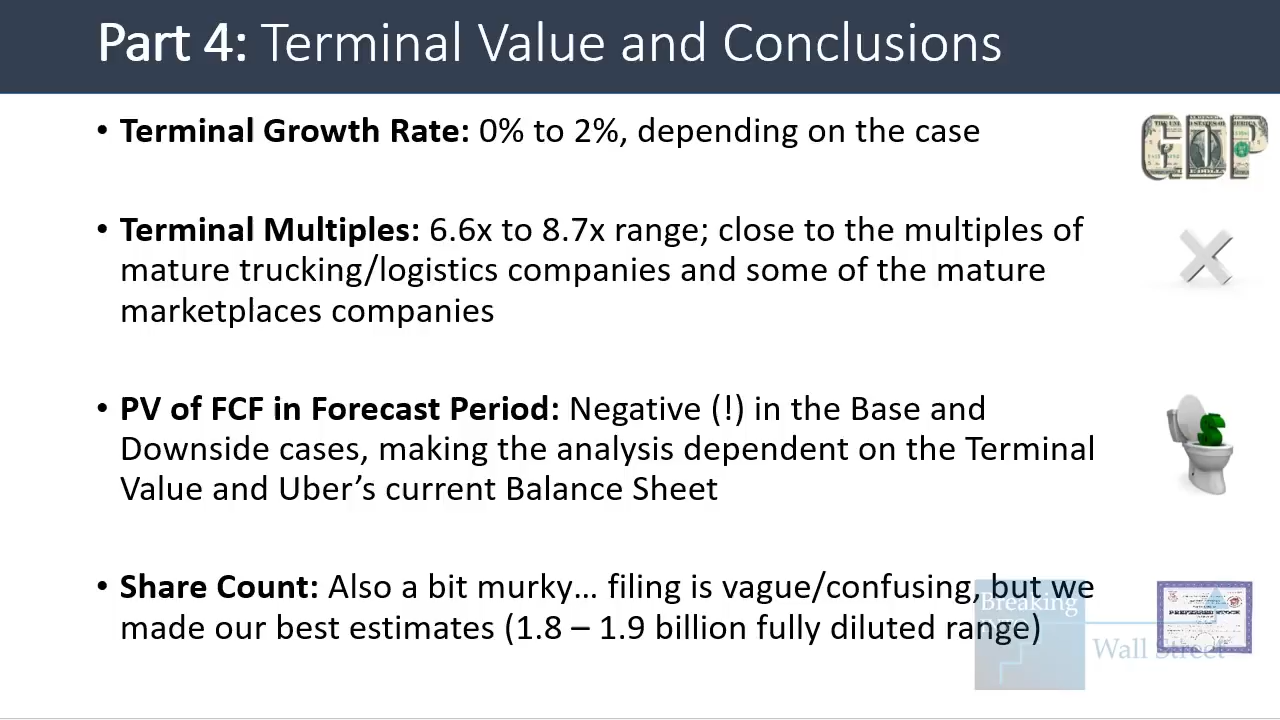 Part 4: Terminal Value and Conclusions
• Terminal Growth Rate: 0% to 2%, depending on the case
GDP
• Terminal Multiples: 6.6x to 8.7x range; close to the multiples of
mature trucking/logistics companies and some of the mature
marketplaces companies
• PV of FCF in Forecast Period: Negative (!) in the Base and
Downside cases, making the analysis dependent on the Terminal
Value and Uber’s current Balance Sheet
• Share Count: Also a bit murky… filing is vague/confusing, but we
made our best estimates (1.8 – 1.9 billion fully diluted range)
Breaking
Wall Street
PREFERRED STOCK